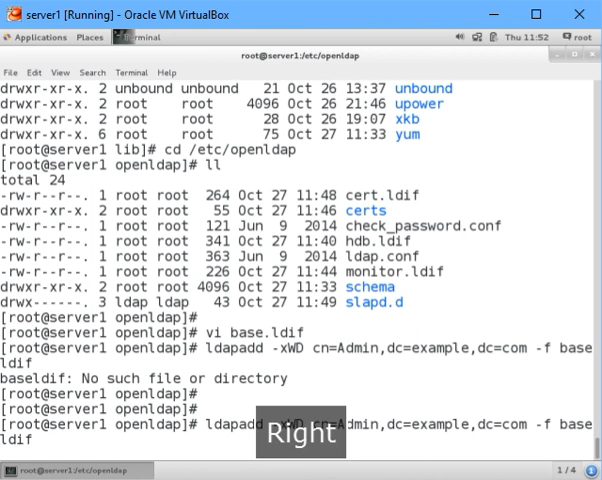 server1 [Running] - Oracle VM VirtualBox
Applications Places Terminal Thu 11:52 root
root@server1:/etc/openldap
File Edit View Search Terminal Help
drwxr-xr-x. 2 unbound unbound 21 Oct 26 13:37 unbound
drwxr-xr-x. 2 root root 4096 Oct 26 21:46 upower
drwxr-xr-x. 2 root root 28 Oct 26 19:07 xkb
drwxr-xr-x. 6 root root 75 Oct 27 11:33 yum
[root@server1 lib]# cd /etc/openldap
[root@server1 openldap]# ll
total 24
-rw-r--r--. 1 root root 264 Oct 27 11:48 cert.ldif
drwxr-xr-x. 2 root root 55 Oct 27 11:46 certs
-rw-r--r--. 1 root root 121 Jun 9 2014 check_password.conf
-rw-r--r--. 1 root root 341 Oct 27 11:40 hdb.ldif
-rw-r--r--. 1 root root 363 Jun 9 2014 ldap.conf
-rw-r--r--. 1 root root 226 Oct 27 11:44 monitor.ldif
drwxr-xr-x. 2 root root 4096 Oct 27 11:33 schema
drwx------. 3 ldap ldap 43 Oct 27 11:49 slapd.d
[root@server1 openldap]#
[root@server1 openldap]# vi base.ldif
[root@server1 openldap]# ldapadd -xWD cn=Admin,dc=example,dc=com -f base
ldif
baseldif: No such file or directory
[root@server1 openldap]#
[root@server1 openldap]#
[root@server1 openldap]# ldapadd -xWD cn=Admin,dc=example,dc=com -f base
ldif
Right
root@server1:/etc/openldap 1 / 4 1